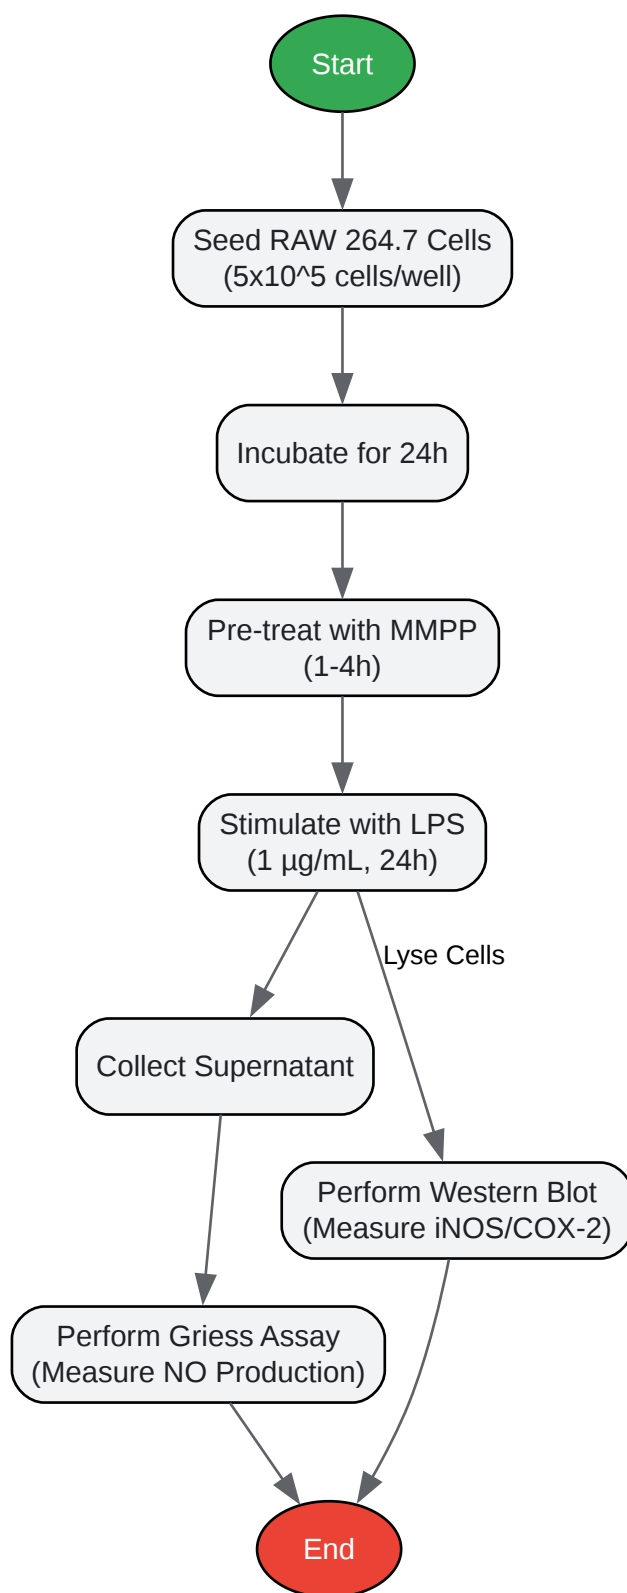 Start
Seed RAW 264.7 Cells
(5x10^5 cells/well)
Incubate for 24h
Pre-treat with MMPP
(1-4h)
Stimulate with LPS
(1 µg/mL, 24h)
Lyse Cells
Collect Supernatant
Perform Western Blot
(Measure iNOS/COX-2)
Perform Griess Assay
(Measure NO Production)
End